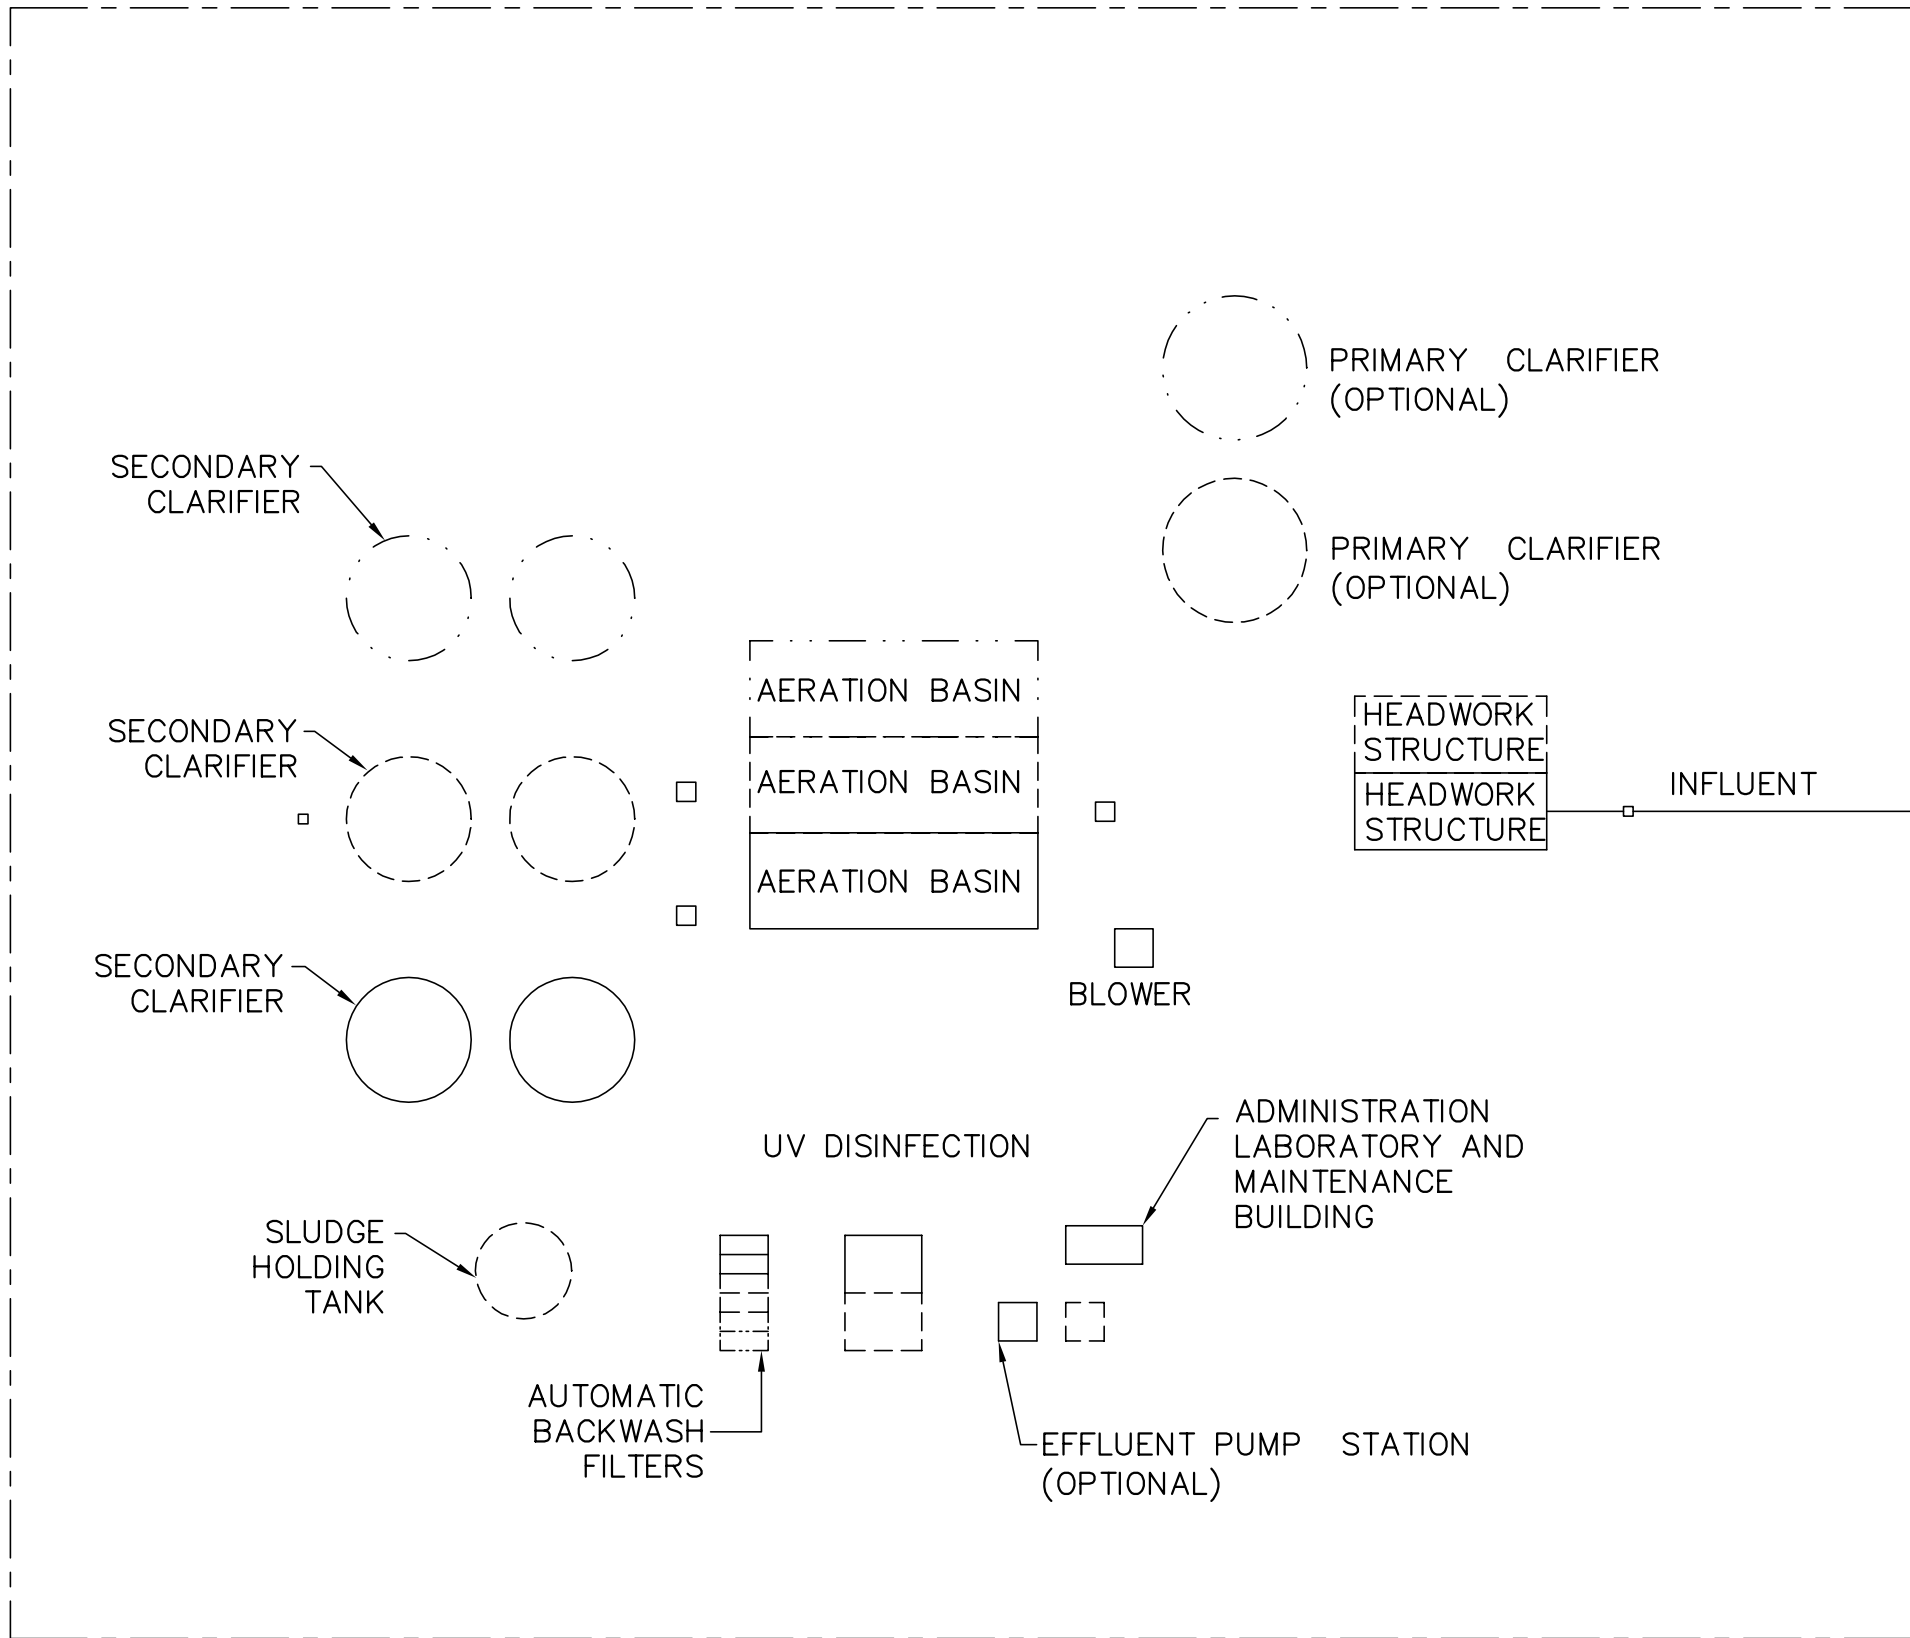 PRIMARY CLARIFIER
(OPTIONAL)
SECONDARY
CLARIFIER
PRIMARY CLARIFIER
(OPTIONAL)
AERATION BASIN
HEADWORK
STRUCTURE
SECONDARY
CLARIFIER
AERATION BASIN
HEADWORK
STRUCTURE
INFLUENT
AERATION BASIN
SECONDARY
CLARIFIER
BLOWER
UV DISINFECTION
ADMINISTRATION
LABORATORY AND
MAINTENANCE
BUILDING
SLUDGE
HOLDING
TANK
AUTOMATIC
BACKWASH
FILTERS
EFFLUENT PUMP STATION
(OPTIONAL)